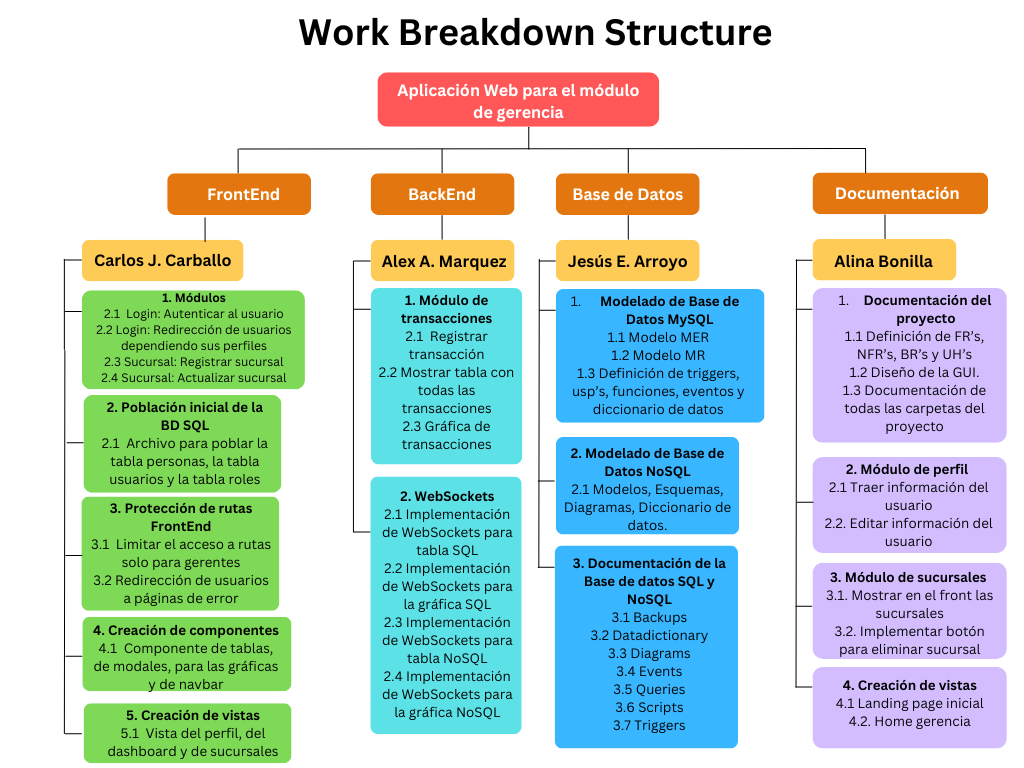 Work Breakdown Structure
Aplicación Web para el módulo
de gerencia
FrontEnd
BackEnd
Base de Datos
Documentación
Carlos J. Carballo
Alex A. Marquez
Jesús E. Arroyo
Alina Bonilla
1. Módulos
2.1 Login: Autenticar al usuario
2.2 Login: Redirección de usuarios
dependiendo sus perfiles
2.3 Sucursal: Registrar sucursal
2.4 Sucursal: Actualizar sucursal
2. Población inicial de la
BD SQL
2.1 Archivo para poblar la
tabla personas, la tabla
usuarios y la tabla roles
3. Protección de rutas
FrontEnd
3.1 Limitar el acceso a rutas
solo para gerentes
3.2 Redirección de usuarios
a páginas de error
4. Creación de componentes
4.1 Componente de tablas,
de modales, para las gráficas
y de navbar
5. Creación de vistas
5.1 Vista del perfil, del
dashboard y de sucursales
1. Módulo de
transacciones
2.1 Registrar
transacción
2.2 Mostrar tabla con
todas las
transacciones
2.3 Gráfica de
transacciones
2. WebSockets
2.1 Implementación
de WebSockets para
tabla SQL
2.2 Implementación
de WebSockets para
la gráfica SQL
2.3 Implementación
de WebSockets para
tabla NoSQL
2.4 Implementación
de WebSockets para
la gráfica NoSQL
1. Modelado de Base de
Datos MySQL
1.1 Modelo MER
1.2 Modelo MR
1.3 Definición de triggers,
usp's, funciones, eventos y
diccionario de datos
2. Modelado de Base de
Datos NoSQL
2.1 Modelos, Esquemas,
Diagramas, Diccionario de
datos.
3. Documentación de la
Base de datos SQL y
NoSQL
3.1 Backups
3.2 Datadictionary
3.3 Diagrams
3.4 Events
3.5 Queries
3.6 Scripts
3.7 Triggers
1. Documentación del
proyecto
1.1 Definición de FR's,
NFR's, BR's y UH's
1.2 Diseño de la GUI.
1.3 Documentación de
todas las carpetas del
proyecto
2. Módulo de perfil
2.1 Traer información del
usuario
2.2. Editar información del
usuario
3. Módulo de sucursales
3.1. Mostrar en el front las
sucursales
3.2. Implementar botón
para eliminar sucursal
4. Creación de vistas
4.1 Landing page inicial
4.2. Home gerencia